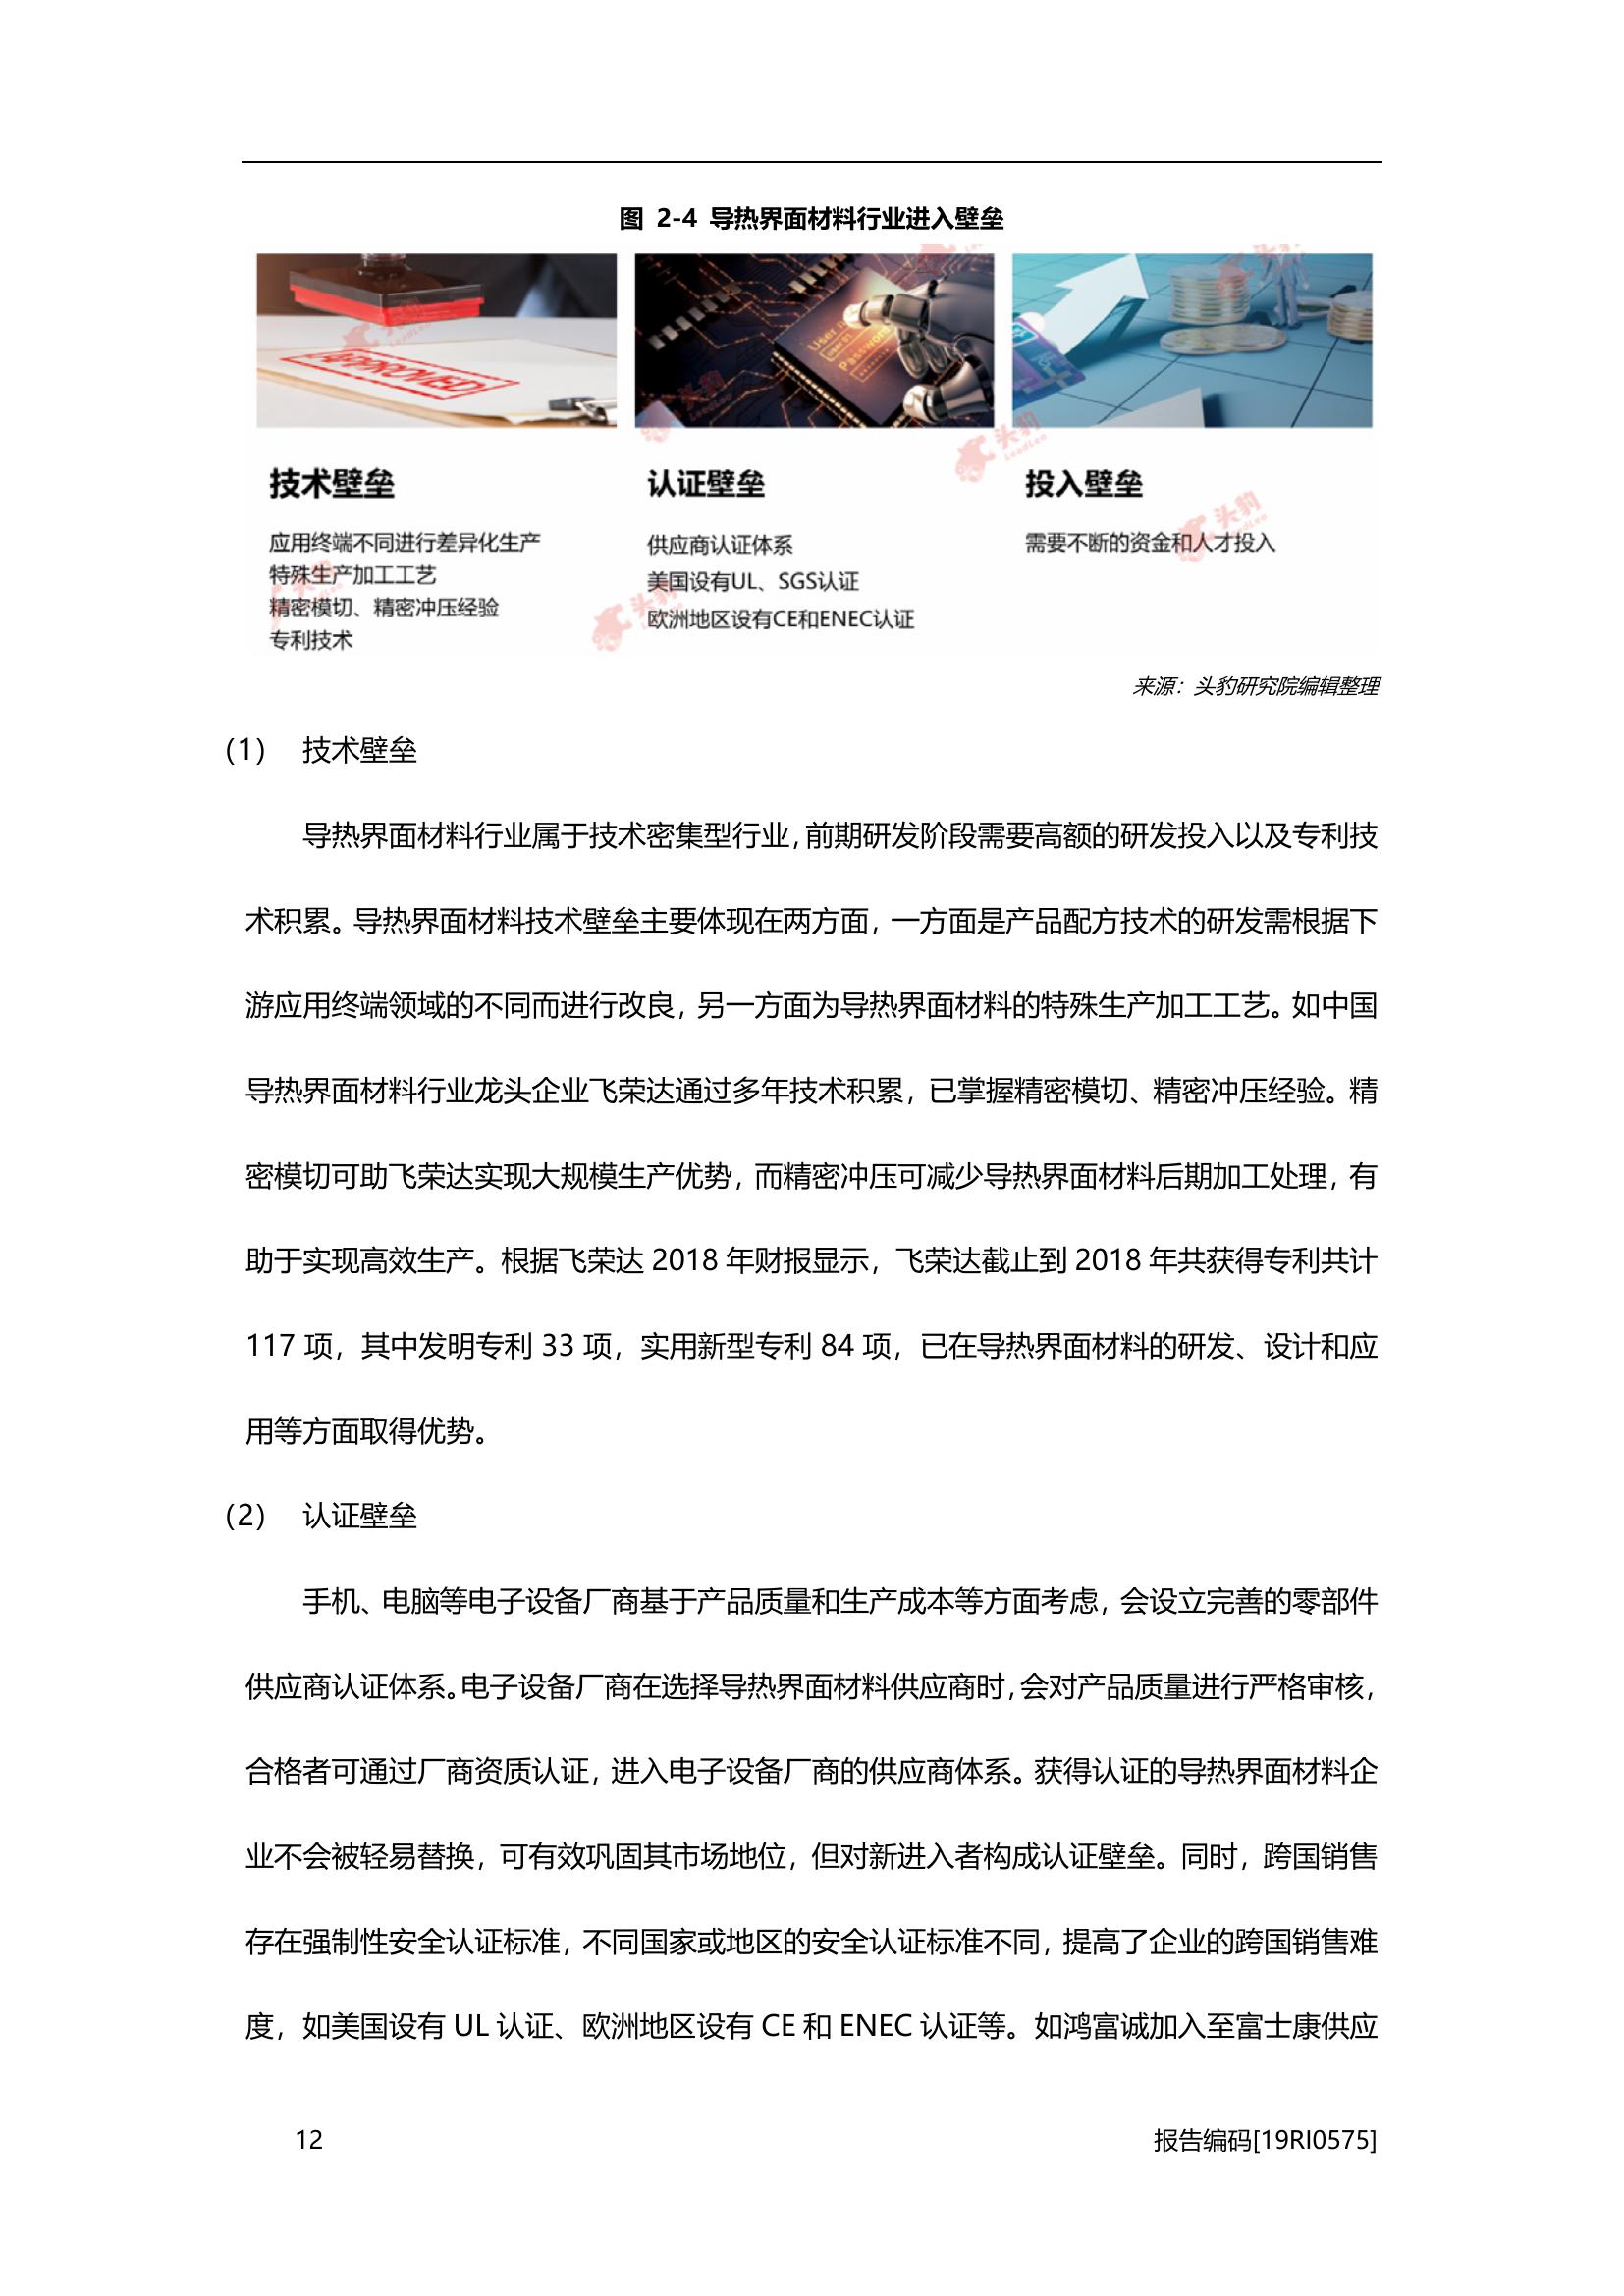 图 2-4 导热界面材料行业进入壁垒
APPROVED
技术壁垒
应用终端不同进行差异化生产
特殊生产加工工艺
精密模切、精密冲压经验
专利技术
认证壁垒
供应商认证体系
美国设有UL、SGS认证
欧洲地区设有CE和ENEC认证
投入壁垒
需要不断的资金和人才投入
头豹
LeadLeo
来源：头豹研究院编辑整理
（1） 技术壁垒
导热界面材料行业属于技术密集型行业，前期研发阶段需要高额的研发投入以及专利技
术积累。导热界面材料技术壁垒主要体现在两方面，一方面是产品配方技术的研发需根据下
游应用终端领域的不同而进行改良，另一方面为导热界面材料的特殊生产加工工艺。如中国
导热界面材料行业龙头企业飞荣达通过多年技术积累，已掌握精密模切、精密冲压经验。精
密模切可助飞荣达实现大规模生产优势，而精密冲压可减少导热界面材料后期加工处理，有
助于实现高效生产。根据飞荣达 2018 年财报显示，飞荣达截止到 2018 年共获得专利共计
117 项，其中发明专利 33 项，实用新型专利 84 项，已在导热界面材料的研发、设计和应
用等方面取得优势。
（2） 认证壁垒
手机、电脑等电子设备厂商基于产品质量和生产成本等方面考虑，会设立完善的零部件
供应商认证体系。电子设备厂商在选择导热界面材料供应商时，会对产品质量进行严格审核，
合格者可通过厂商资质认证，进入电子设备厂商的供应商体系。获得认证的导热界面材料企
业不会被轻易替换，可有效巩固其市场地位，但对新进入者构成认证壁垒。同时，跨国销售
存在强制性安全认证标准，不同国家或地区的安全认证标准不同，提高了企业的跨国销售难
度，如美国设有 UL 认证、欧洲地区设有 CE 和 ENEC 认证等。如鸿富诚加入至富士康供应
12
报告编码[19RI0575]